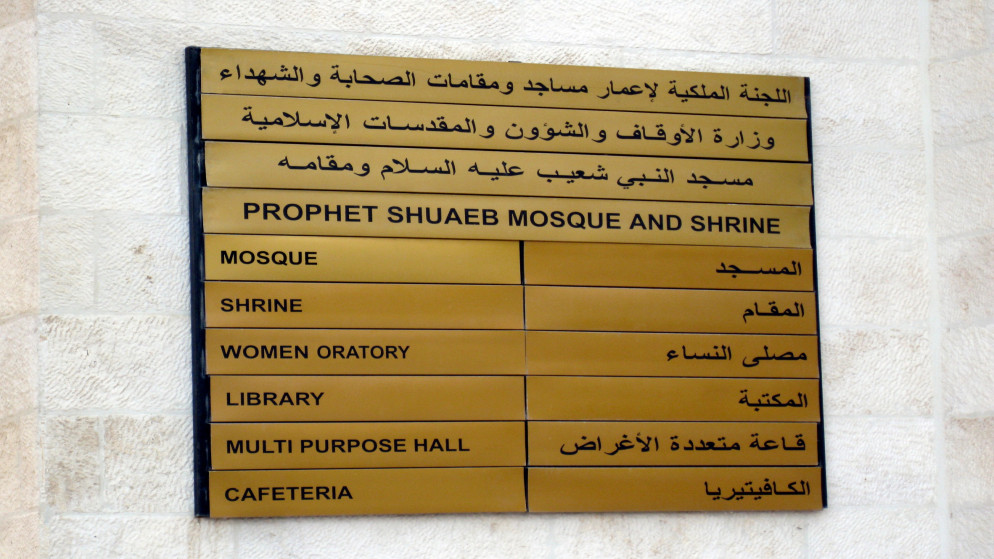 اللجنة الملكية لإعمار مساجد ومقامات الصحابة والشهداء
وزارة الأوقاف والشؤون والمقدسات الإسلامية
مسجد النبي شعيب عليه السلام ومقامه
PROPHET SHUAEB MOSQUE AND SHRINE
MOSQUE المسجد
SHRINE المقام
WOMEN ORATORY مصلى النساء
LIBRARY المكتبة
MULTI PURPOSE HALL قاعة متعددة الأغراض
CAFETERIA الكافيتيريا